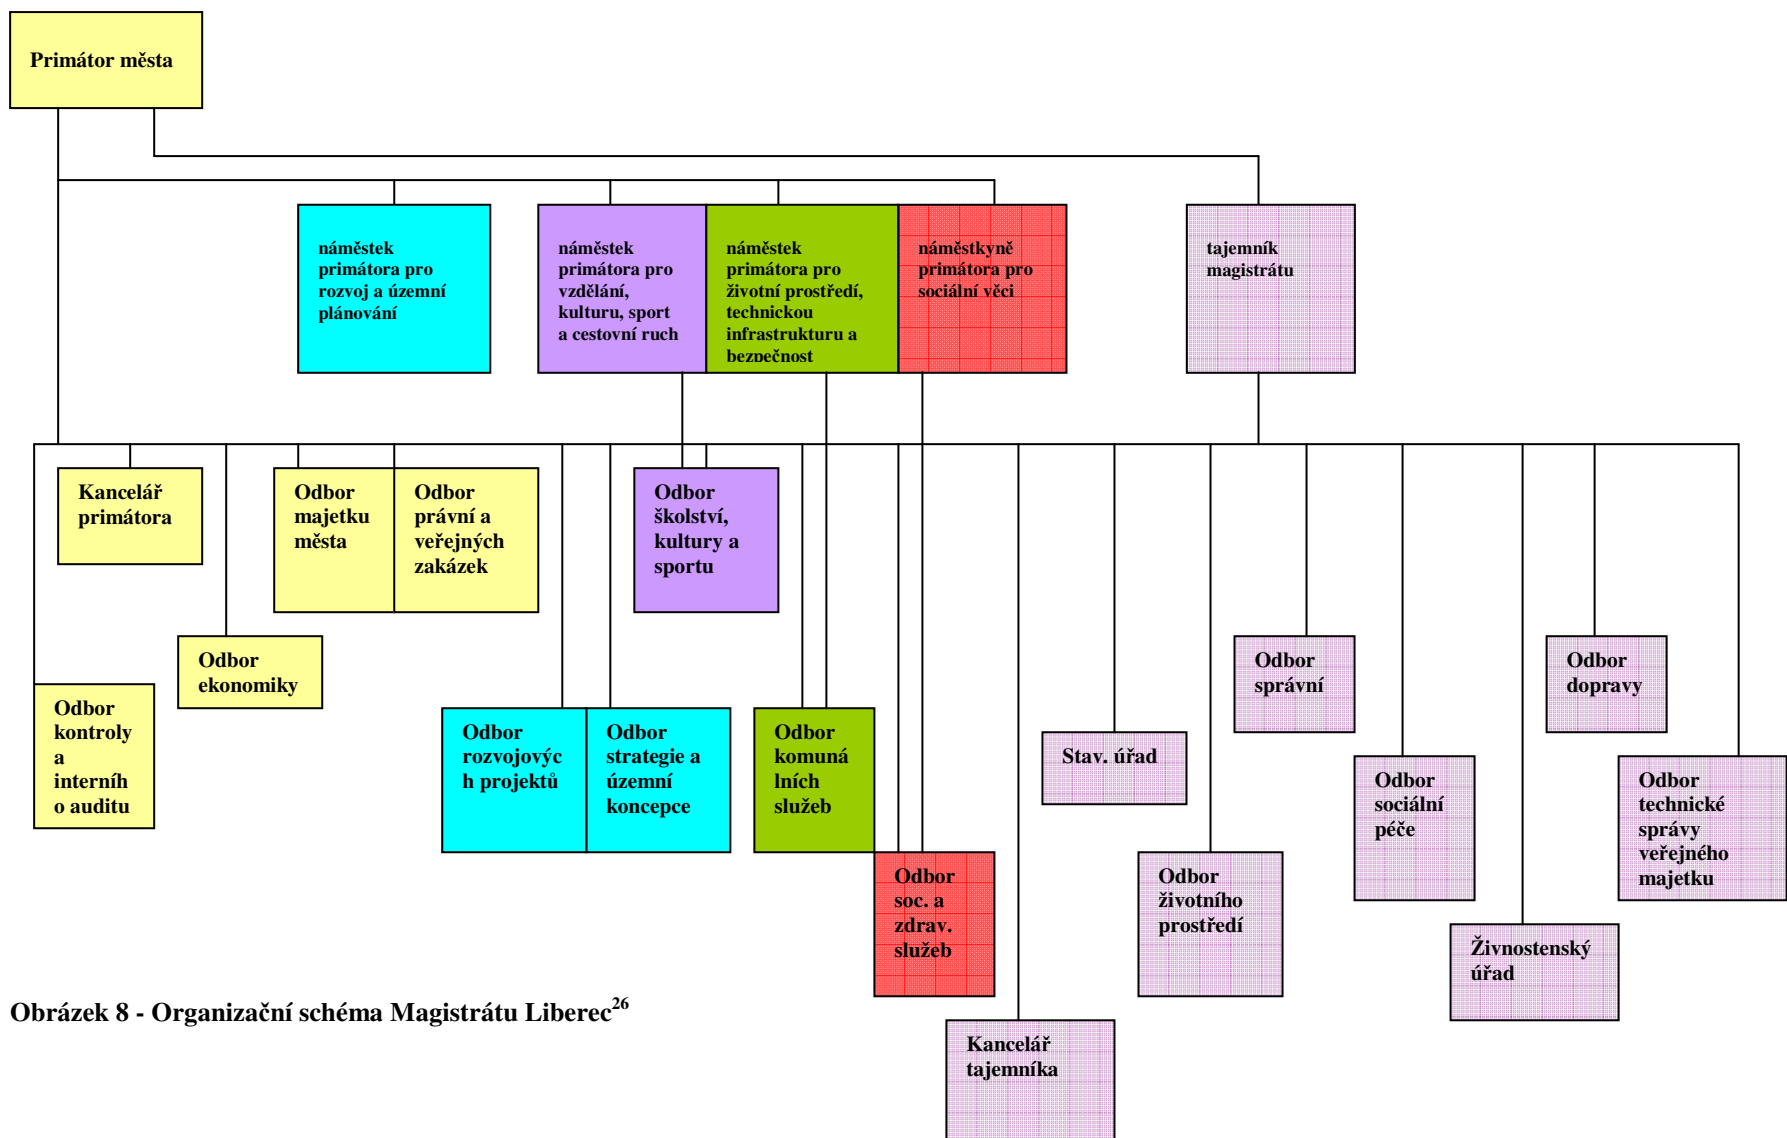 Primátor města
náměstek
primátora pro
rozvoj a územní
plánování
náměstek
primátora pro
vzdělání,
kulturu, sport
a cestovní ruch
náměstek
primátora pro
životní prostředí,
technickou
infrastrukturu a
bezpečnost
náměstkyně
primátora pro
sociální věci
tajemník
magistrátu
Kancelář
primátora
Odbor
majetku
města
Odbor
právní a
veřejných
zakázek
Odbor
školství,
kultury a
sportu
Odbor
ekonomiky
Odbor
kontroly
a
interníh
o auditu
Odbor
rozvojovýc
h projektů
Odbor
strategie a
územní
koncepce
Odbor
komuná
lních
služeb
Odbor
soc. a
zdrav.
služeb
Kancelář
tajemníka
Stav. úřad
Odbor
životního
prostředí
Odbor
správní
Odbor
sociální
péče
Živnostenský
úřad
Odbor
dopravy
Odbor
technické
správy
veřejného
majetku
Obrázek 8 - Organizační schéma Magistrátu Liberec26